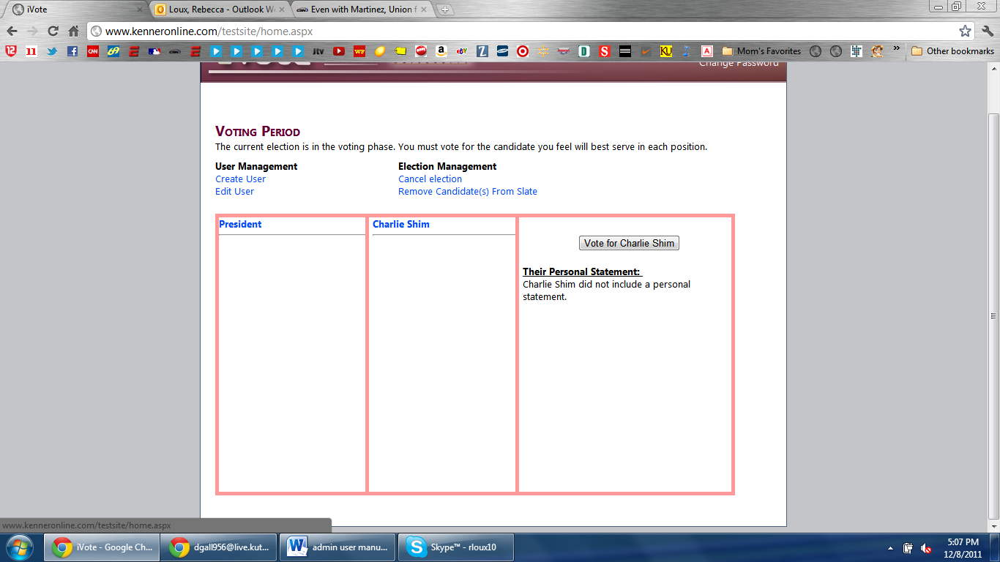 iVote
Loux, Rebecca - Outlook W
Even with Martinez, Union f
www.kenneronline.com/testsite/home.aspx
Mom's Favorites
Other bookmarks
Change Password
Voting Period
The current election is in the voting phase. You must vote for the candidate you feel will best serve in each position.
User Management
Election Management
Create User
Cancel election
Edit User
Remove Candidate(s) From Slate
President
Charlie Shim
Vote for Charlie Shim
Their Personal Statement:
Charlie Shim did not include a personal
statement.
www.kenneronline.com/testsite/home.aspx
iVote - Google Ch...
dgall956@live.kut...
admin user manu...
Skype™ - rloux10
5:07 PM
12/8/2011